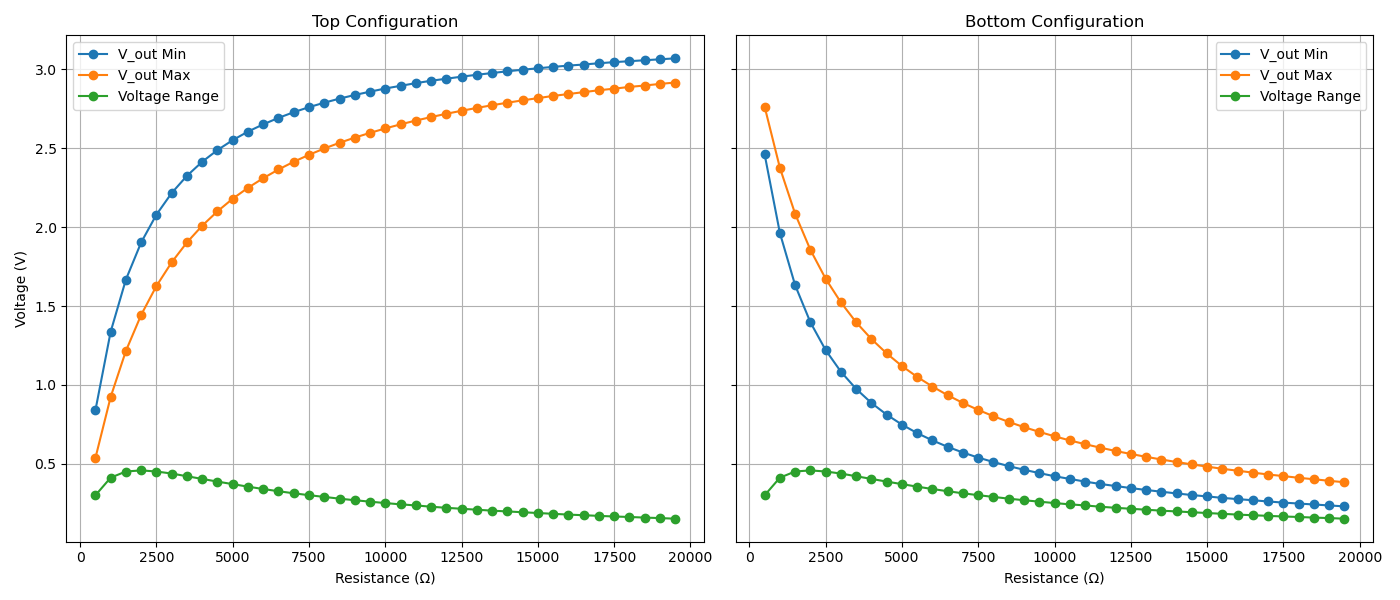 Top Configuration
V_out Min
V_out Max
Voltage Range
Voltage (V)
3.0
2.5
2.0
1.5
1.0
0.5
0 2500 5000 7500 10000 12500 15000 17500 20000
Resistance (Ω)
Bottom Configuration
V_out Min
V_out Max
Voltage Range
0 2500 5000 7500 10000 12500 15000 17500 20000
Resistance (Ω)